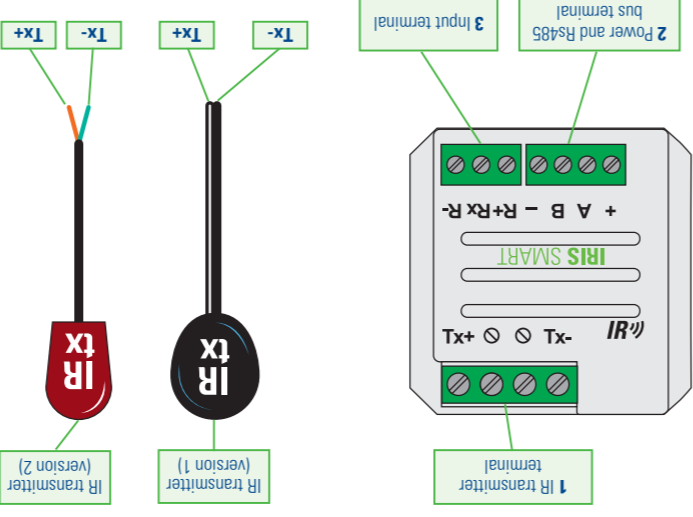 2 Power and Rs485
bus terminal
3 Input terminal
Tx-
Tx+
Tx-
Tx+
+ A B − R+ Rx R-
IRIS SMART
IR
Tx+ Tx-
IR
tx
IR
tx
1 IR transmitter
terminal
IR transmitter
(version 1)
IR transmitter
(version 2)